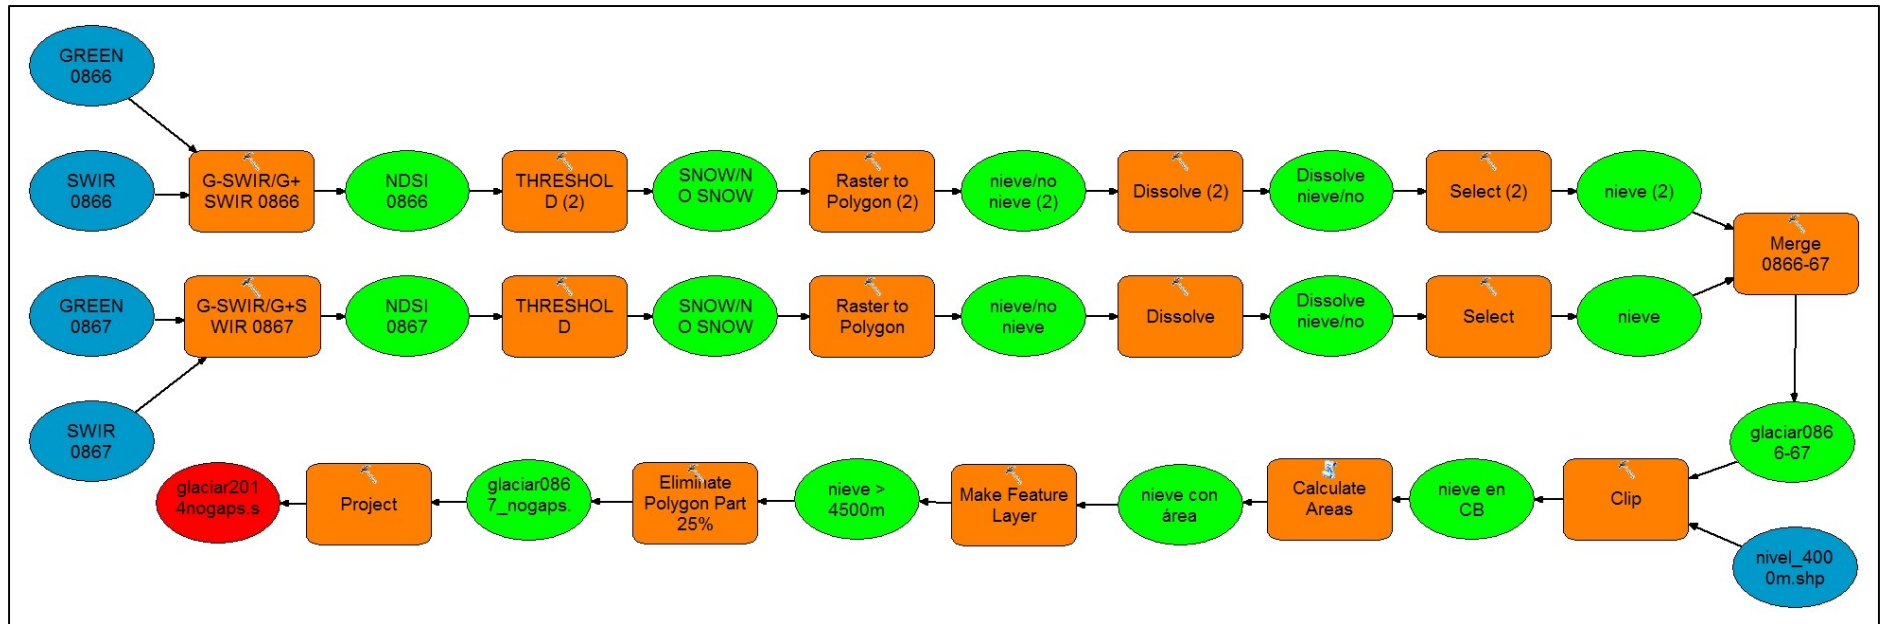 GREEN
0866
SWIR
0866
G-SWIR/G+
SWIR 0866
NDSI
0866
THRESHOL
D (2)
SNOW/N
O SNOW
Raster to
Polygon (2)
nieve/no
nieve (2)
Dissolve (2)
Dissolve
nieve/no
Select (2)
nieve (2)
Merge
0866-67
GREEN
0867
G-SWIR/G+S
WIR 0867
NDSI
0867
THRESHOL
D
SNOW/N
O SNOW
Raster to
Polygon
nieve/no
nieve
Dissolve
Dissolve
nieve/no
Select
nieve
SWIR
0867
glaciar086
6-67
nivel_400
0m.shp
Clip
nieve en
CB
Calculate
Areas
nieve con
área
Make Feature
Layer
nieve >
4500m
Eliminate
Polygon Part
25%
glaciar086
7_nogaps.
Project
glaciar201
4nogaps.s